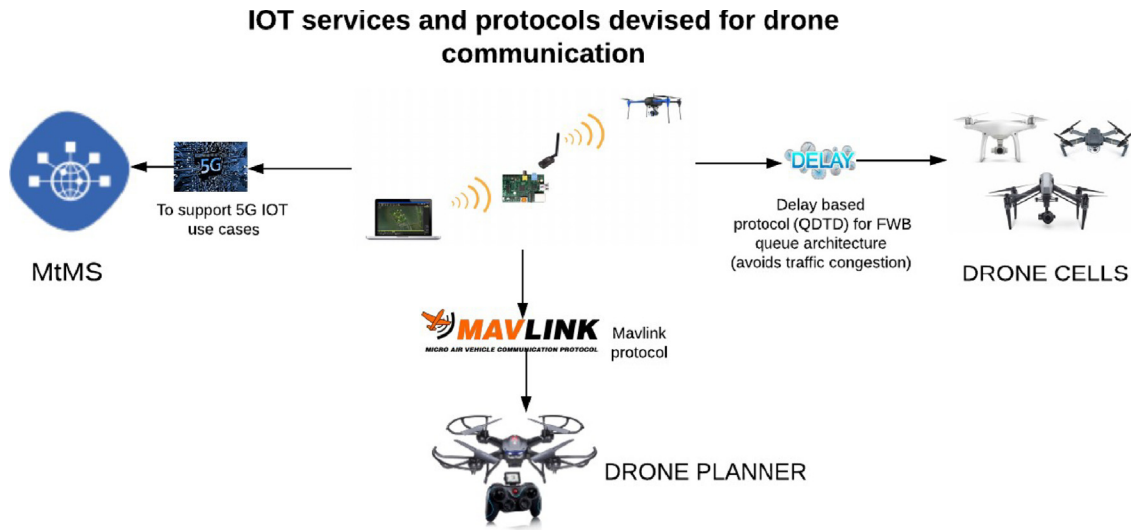 IOT services and protocols devised for drone
communication
5G
To support 5G IOT
use cases
MtMS
DELAY
Delay based
protocol (QDTD) for FWB
queue architecture
(avoids traffic congestion)
DRONE CELLS
MAVLINK
MICRO AIR VEHICLE COMMUNICATION PROTOCOL
Mavlink
protocol
DRONE PLANNER